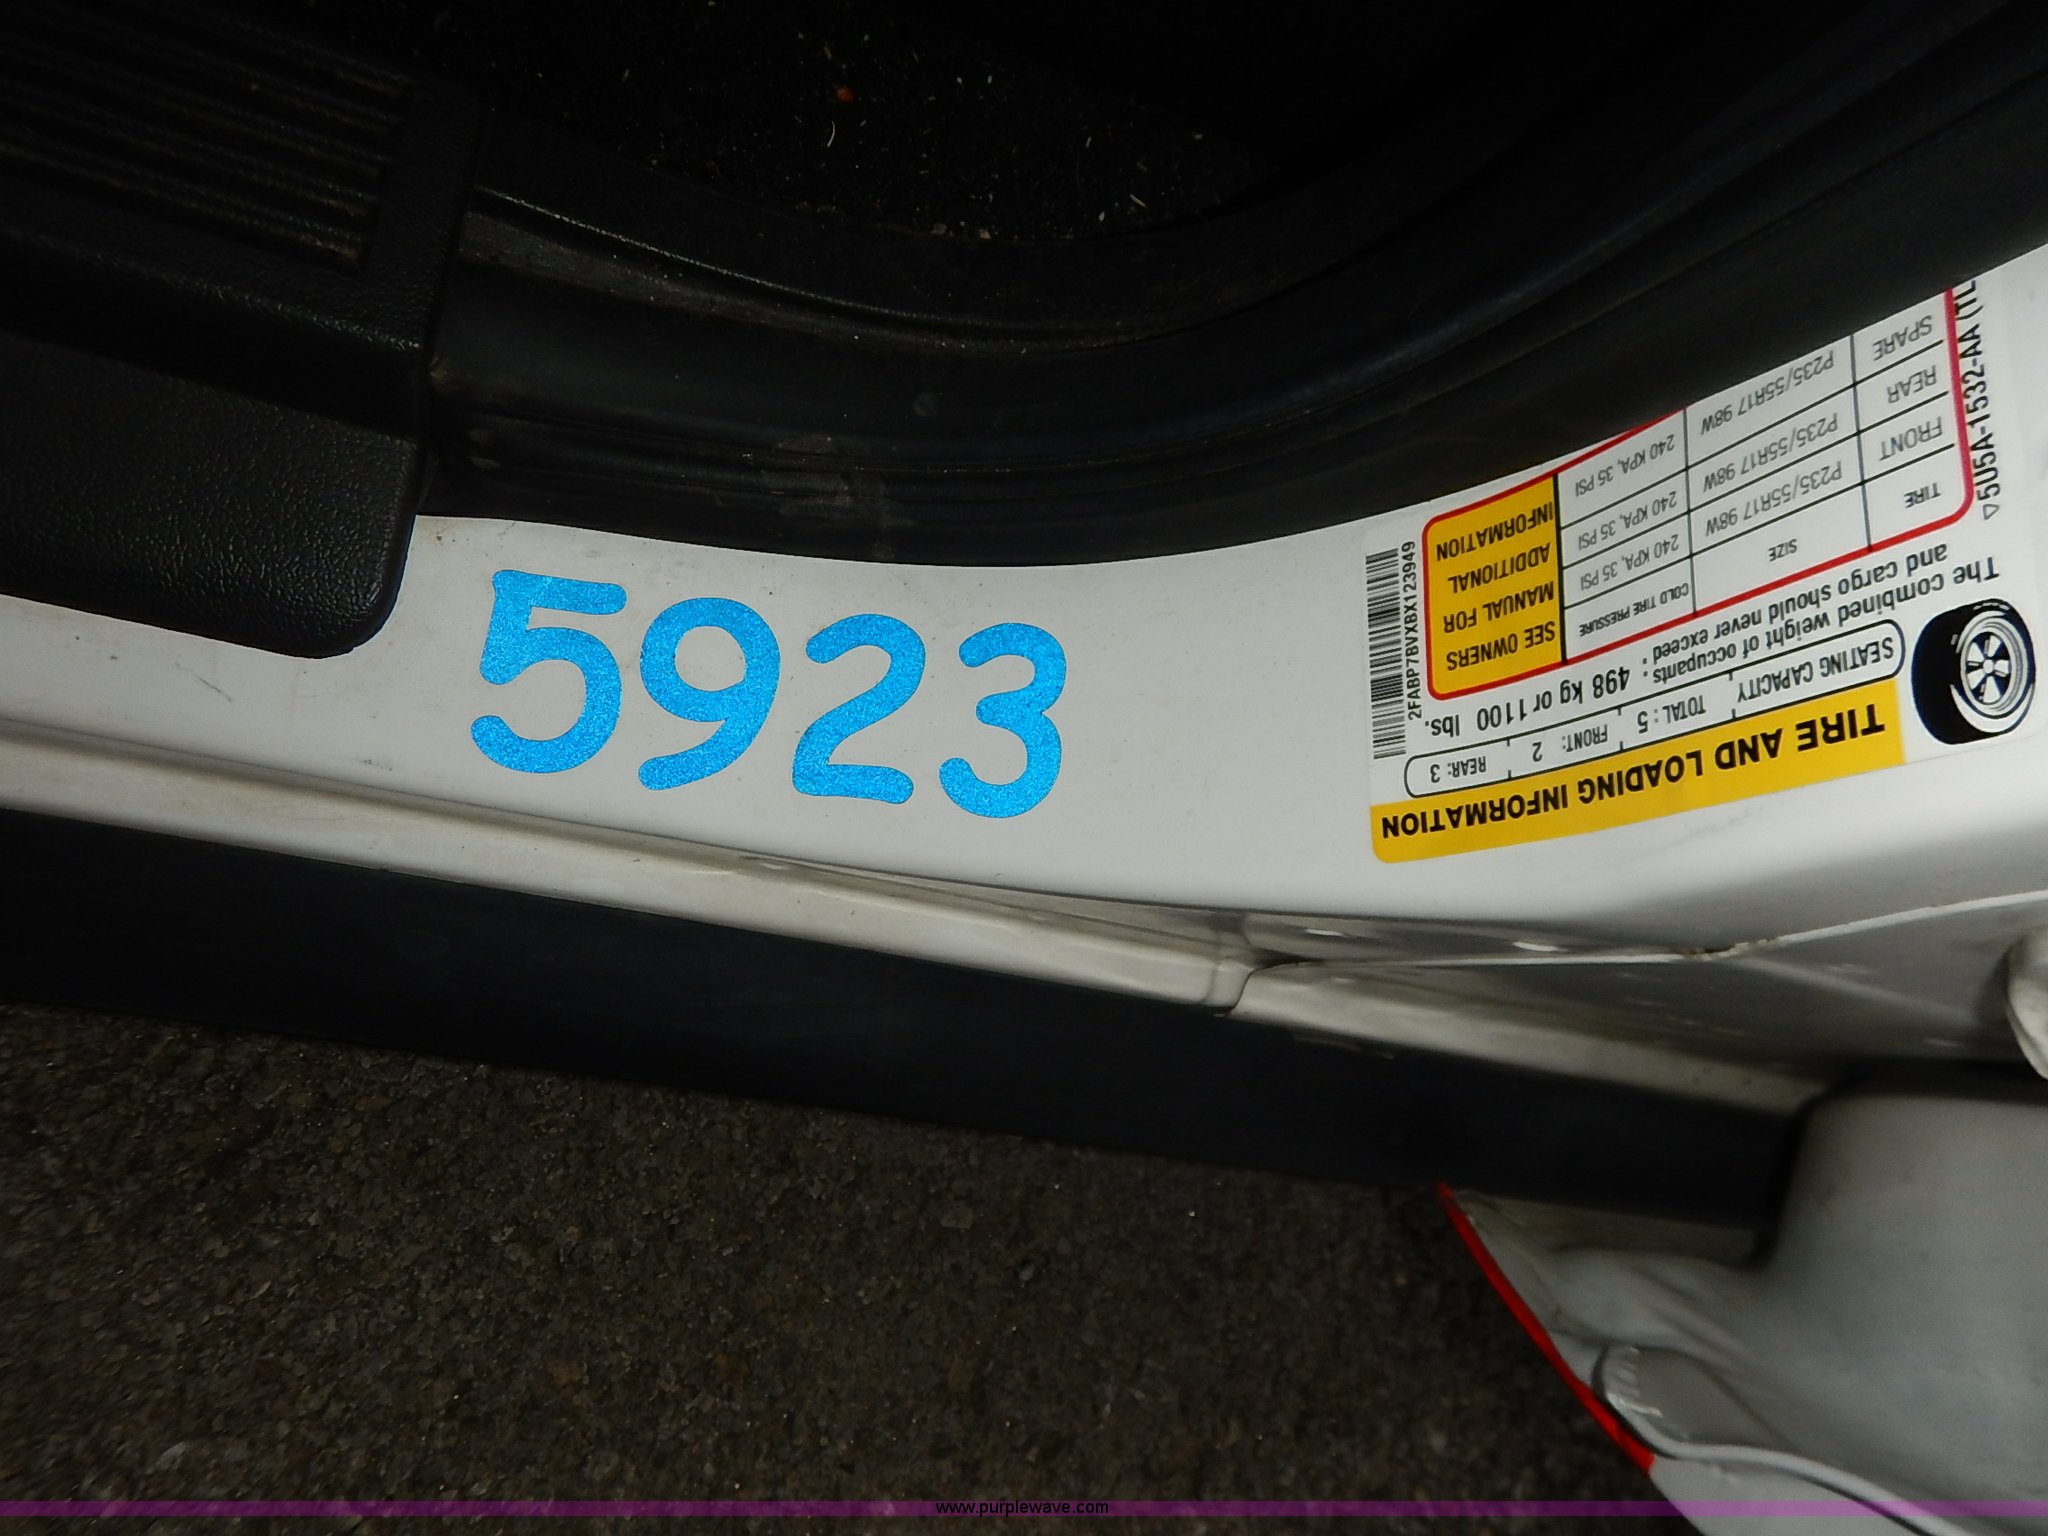 5923
TIRE AND LOADING INFORMATION
SEATING CAPACITY TOTAL : 5 FRONT: 2 REAR: 3
The combined weight of occupants
and cargo should never exceed : 498 kg or 1100 lbs.
TIRE SIZE COLD TIRE PRESSURE
FRONT P235/55R17 98W 240 KPA, 35 PSI
REAR P235/55R17 98W 240 KPA, 35 PSI
SPARE P235/55R17 98W 240 KPA, 35 PSI
SEE OWNERS
MANUAL FOR
ADDITIONAL
INFORMATION
5U5A-1532-AA
2FABP7BVXBX123949
www.purplewave.com